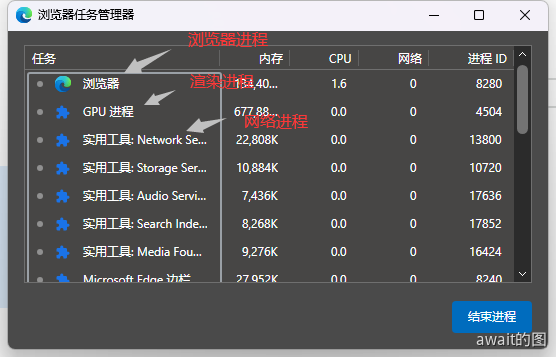 浏览器任务管理器
浏览器进程
任务 内存 CPU 网络 进程 ID
渲染进程
浏览器 1.6 0 8280
GPU 进程 677,88... 0.0 0 4504
网络进程
实用工具: Network Se... 22,808K 0.0 0 13800
实用工具: Storage Ser... 10,884K 0.0 0 10720
实用工具: Audio Servi... 7,436K 0.0 0 17636
实用工具: Search Inde... 8,268K 0.0 0 17852
实用工具: Media Fou... 9,276K 0.0 0 16424
Microsoft Edge 边栏 27,952K 0.0 0 8240
结束进程
await的图